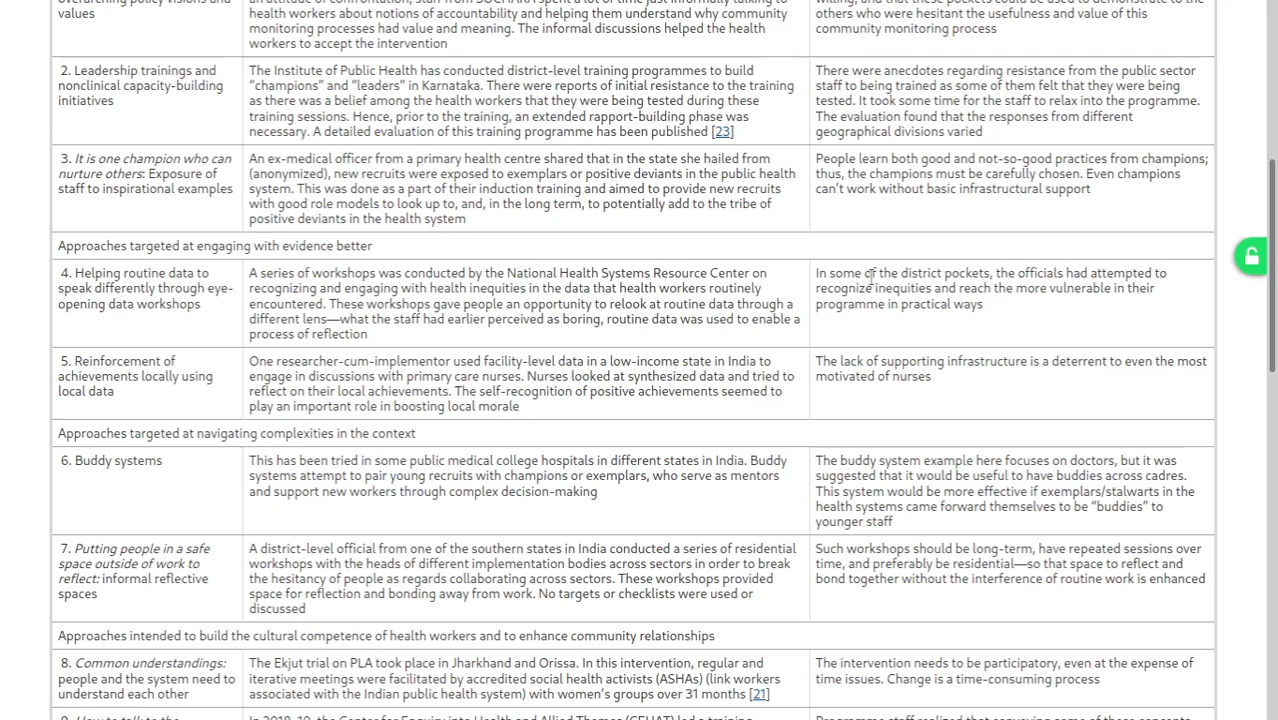 overarching policy visions and
values
an attitude of confrontation, staff from SOCHARA spent a lot of time just informally talking to
health workers about notions of accountability and helping them understand why community
monitoring processes had value and meaning. The informal discussions helped the health
workers to accept the intervention
willing, and that these pockets could be used to demonstrate to the
others who were hesitant the usefulness and value of this
community monitoring process
2. Leadership trainings and
nonclinical capacity-building
initiatives
The Institute of Public Health has conducted district-level training programmes to build
“champions” and “leaders” in Karnataka. There were reports of initial resistance to the training
as there was a belief among the health workers that they were being tested during these
training sessions. Hence, prior to the training, an extended rapport-building phase was
necessary. A detailed evaluation of this training programme has been published [23]
There were anecdotes regarding resistance from the public sector
staff to being trained as some of them felt that they were being
tested. It took some time for the staff to relax into the programme.
The evaluation found that the responses from different
geographical divisions varied
3. It is one champion who can
nurture others: Exposure of
staff to inspirational examples
An ex-medical officer from a primary health centre shared that in the state she hailed from
(anonymized), new recruits were exposed to exemplars or positive deviants in the public health
system. This was done as a part of their induction training and aimed to provide new recruits
with good role models to look up to, and, in the long term, to potentially add to the tribe of
positive deviants in the health system
People learn both good and not-so-good practices from champions;
thus, the champions must be carefully chosen. Even champions
can’t work without basic infrastructural support
Approaches targeted at engaging with evidence better
4. Helping routine data to
speak differently through eye-
opening data workshops
A series of workshops was conducted by the National Health Systems Resource Center on
recognizing and engaging with health inequities in the data that health workers routinely
encountered. These workshops gave people an opportunity to relook at routine data through a
different lens—what the staff had earlier perceived as boring, routine data was used to enable a
process of reflection
In some of the district pockets, the officials had attempted to
recognize inequities and reach the more vulnerable in their
programme in practical ways
5. Reinforcement of
achievements locally using
local data
One researcher-cum-implementor used facility-level data in a low-income state in India to
engage in discussions with primary care nurses. Nurses looked at synthesized data and tried to
reflect on their local achievements. The self-recognition of positive achievements seemed to
play an important role in boosting local morale
The lack of supporting infrastructure is a deterrent to even the most
motivated of nurses
Approaches targeted at navigating complexities in the context
6. Buddy systems
This has been tried in some public medical college hospitals in different states in India. Buddy
systems attempt to pair young recruits with champions or exemplars, who serve as mentors
and support new workers through complex decision-making
The buddy system example here focuses on doctors, but it was
suggested that it would be useful to have buddies across cadres.
This system would be more effective if exemplars/stalwarts in the
health systems came forward themselves to be “buddies” to
younger staff
7. Putting people in a safe
space outside of work to
reflect: informal reflective
spaces
A district-level official from one of the southern states in India conducted a series of residential
workshops with the heads of different implementation bodies across sectors in order to break
the hesitancy of people as regards collaborating across sectors. These workshops provided
space for reflection and bonding away from work. No targets or checklists were used or
discussed
Such workshops should be long-term, have repeated sessions over
time, and preferably be residential—so that space to reflect and
bond together without the interference of routine work is enhanced
Approaches intended to build the cultural competence of health workers and to enhance community relationships
8. Common understandings:
people and the system need to
understand each other
The Ekjut trial on PLA took place in Jharkhand and Orissa. In this intervention, regular and
iterative meetings were facilitated by accredited social health activists (ASHAs) (link workers
associated with the Indian public health system) with women’s groups over 31 months [21]
The intervention needs to be participatory, even at the expense of
time issues. Change is a time-consuming process
9. How to talk to the
In 2018–19, the Center for Enquiry into Health and Allied Themes (CEHAT) led a training
Programme staff realized that conveying some of these concepts